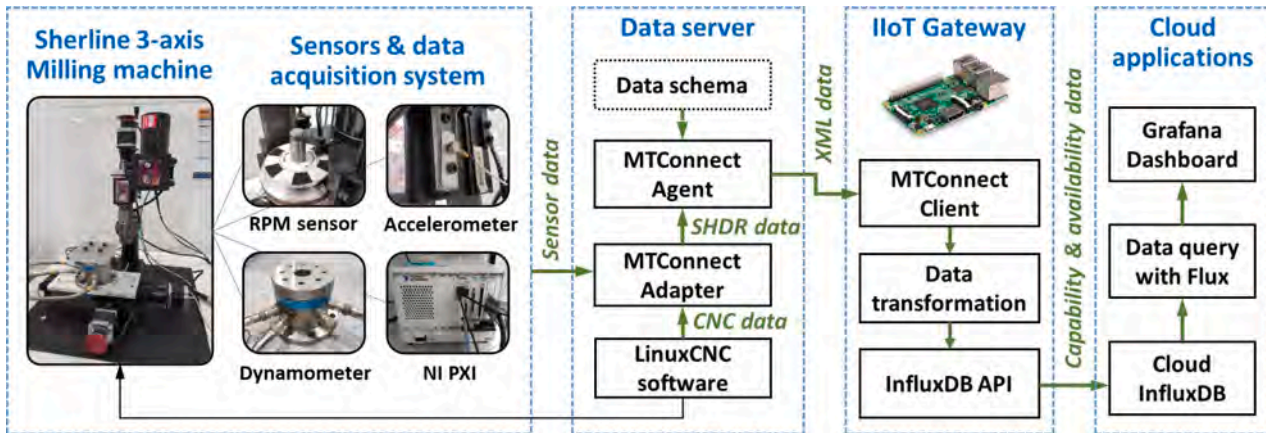 Sherline 3-axis
Milling machine
Sensors & data
acquisition system
RPM sensor
Accelerometer
Dynamometer
NI PXI
Sensor data
Data server
Data schema
MTConnect
Agent
SHDR data
MTConnect
Adapter
CNC data
LinuxCNC
software
XML data
IIoT Gateway
MTConnect
Client
Data
transformation
InfluxDB API
Capability & availability data
Cloud
applications
Grafana
Dashboard
Data query
with Flux
Cloud
InfluxDB